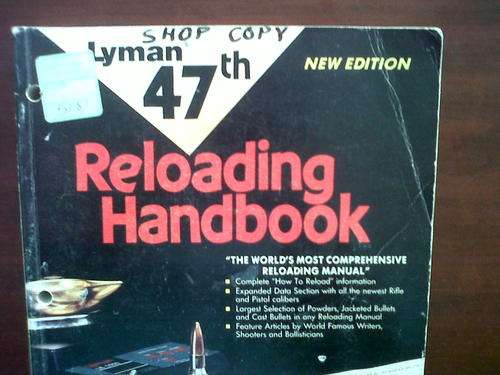 SHOP COPY
Lyman
47th
NEW EDITION
Reloading
Handbook
"THE WORLD'S MOST COMPREHENSIVE
RELOADING MANUAL"
Complete "How To Reload" information
Expanded Data Section with all the newest Rifle
and Pistol calibers
Largest Selection of Powders, Jacketed Bullets
and Cast Bullets in any Reloading Manual
Feature Articles by World Famous Writers,
Shooters and Ballisticians